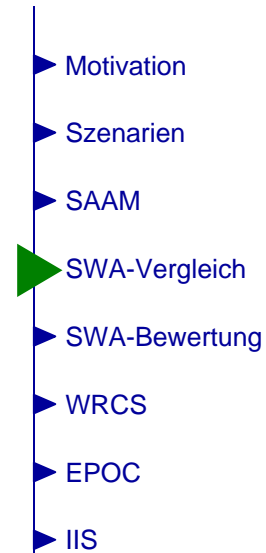 Motivation
Szenarien
SAAM
SWA-Vergleich
SWA-Bewertung
WRCS
EPOC
IIS